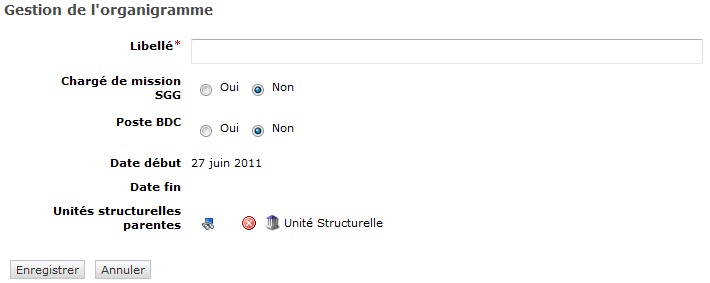 Gestion de l'organigramme
Libellé*
Chargé de mission
SGG
Oui Non
Poste BDC
Oui Non
Date début 27 juin 2011
Date fin
Unités structurelles
parentes
Unité Structurelle
Enregistrer Annuler